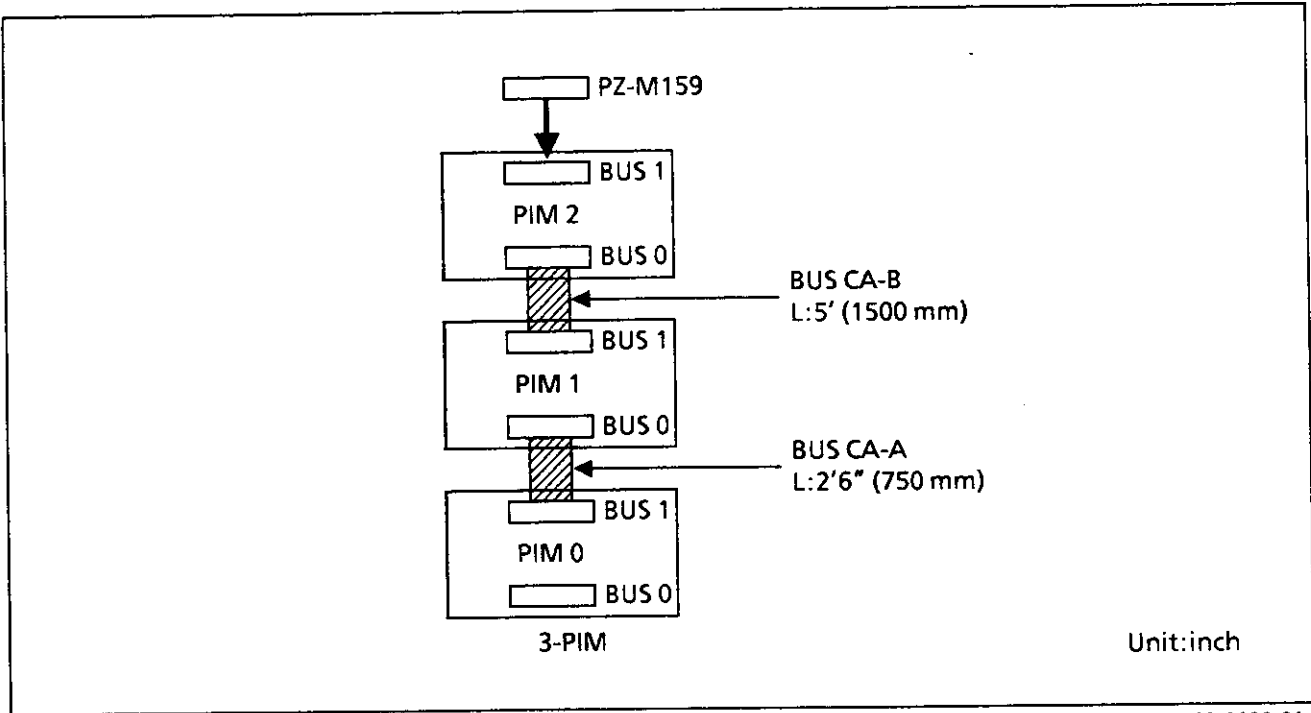 PZ-M159
BUS 1
PIM 2
BUS 0
BUS CA-B
L:5' (1500 mm)
BUS 1
PIM 1
BUS 0
BUS CA-A
L:2'6" (750 mm)
BUS 1
PIM 0
BUS 0
3-PIM
Unit:inch